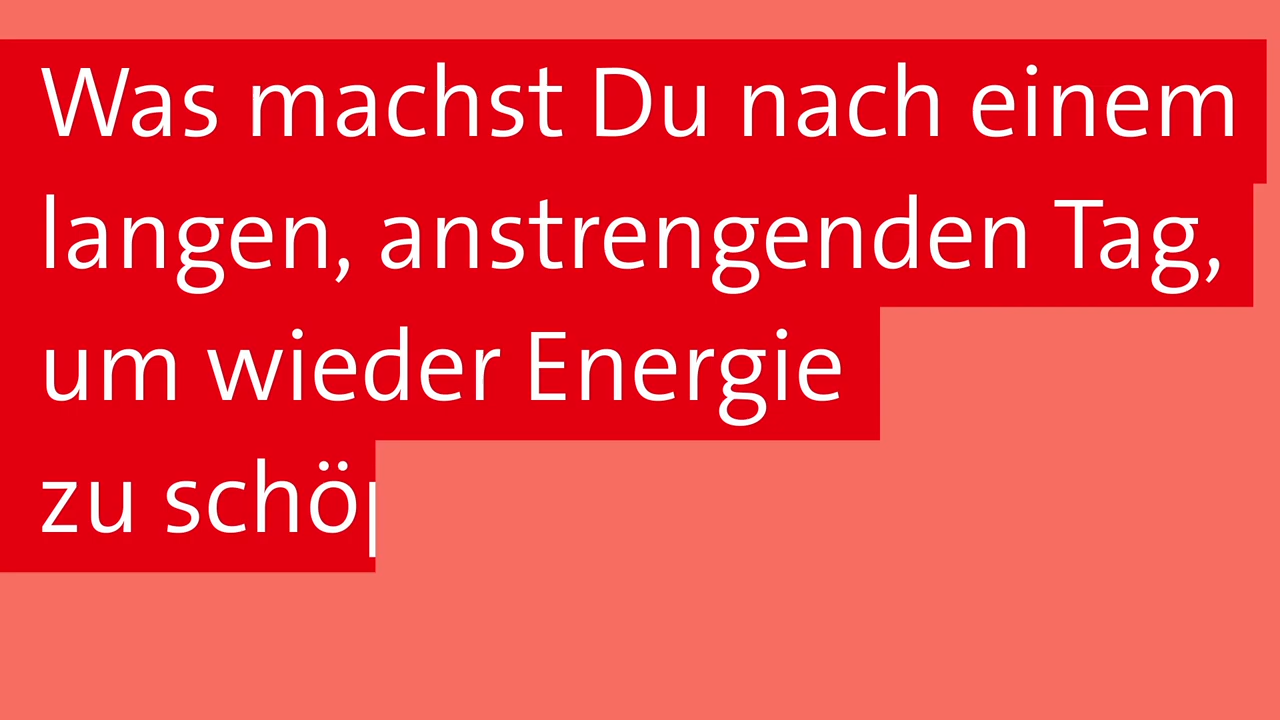 Was machst Du nach einem
langen, anstrengenden Tag,
um wieder Energie
zu schö